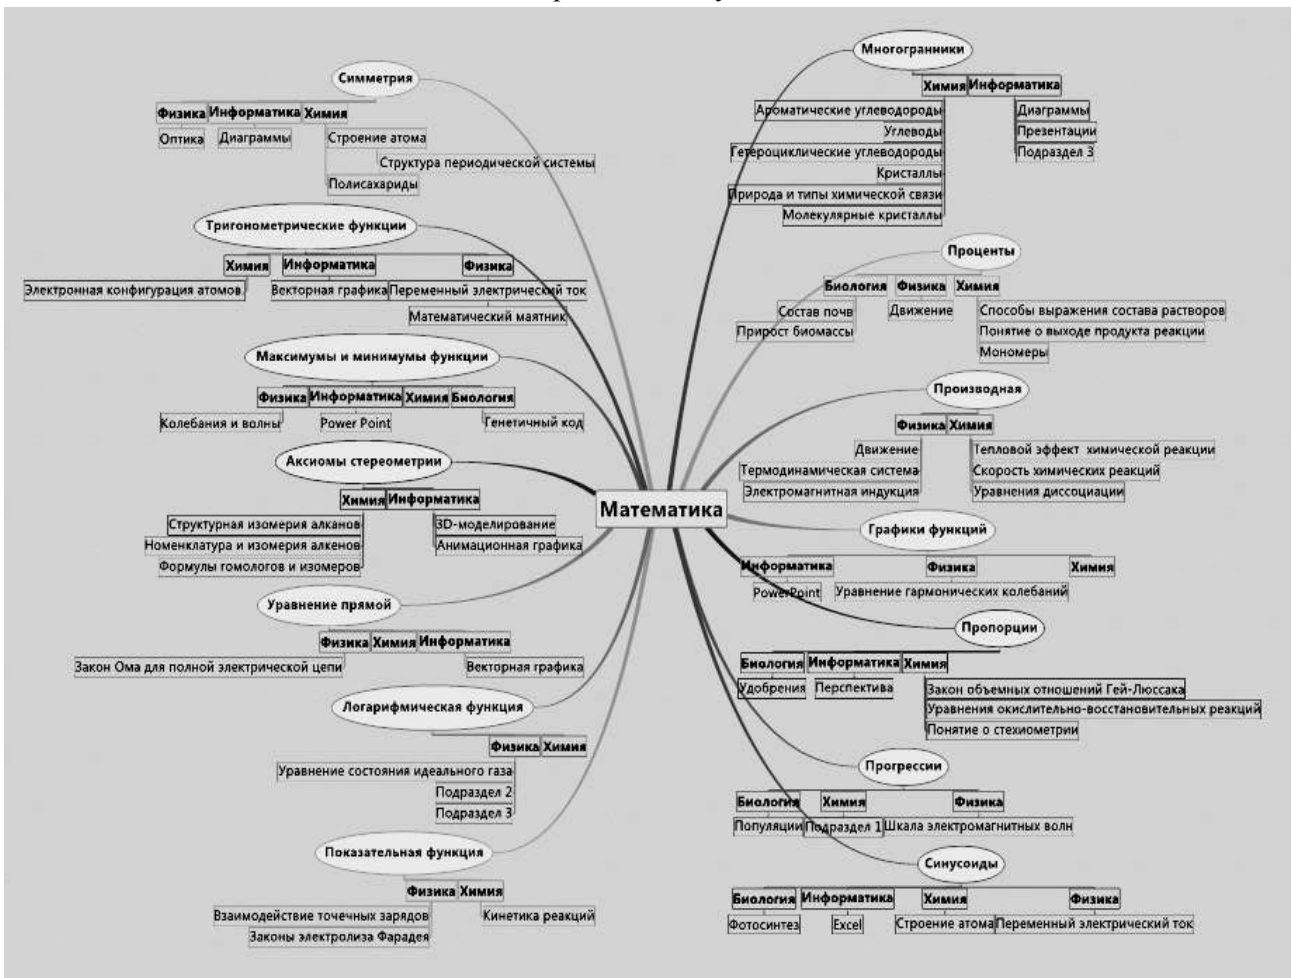 Симметрия
Физика Информатика Химия
Оптика Диаграммы Строение атома
Структура периодической системы
Полисахариды
Тригонометрические функции
Химия Информатика Физика
Электронная конфигурация атомов Векторная графика Переменный электрический ток
Математический маятник
Максимумы и минимумы функции
Физика Информатика Химия Биология
Колебания и волны Power Point Генетичный код
Аксиомы стереометрии
Химия Информатика
Структурная изомерия алканов 3D-моделирование
Номенклатура и изомерия алкенов Анимационная графика
Формулы гомологов и изомеров
Уравнение прямой
Физика Химия Информатика
Закон Ома для полной электрической цепи Векторная графика
Логарифмическая функция
Физика Химия
Уравнение состояния идеального газа
Подраздел 2
Подраздел 3
Показательная функция
Физика Химия
Взаимодействие точечных зарядов Кинетика реакций
Законы электролиза Фарадея
Математика
Многогранники
Химия Информатика
Ароматические углеводороды Диаграммы
Углеводы Презентации
Гетероциклические углеводороды Подраздел 3
Кристаллы
Природа и типы химической связи
Молекулярные кристаллы
Проценты
Биология Физика Химия
Состав почв Движение Способы выражения состава растворов
Прирост биомассы Понятие о выходе продукта реакции
Мономеры
Производная
Физика Химия
Движение Тепловой эффект химической реакции
Термодинамическая система Скорость химических реакций
Электромагнитная индукция Уравнения диссоциации
Графики функций
Информатика Физика Химия
PowerPoint Уравнение гармонических колебаний
Пропорции
Биология Информатика Химия
Удобрения Перспектива Закон объемных отношений Гей-Люссака
Уравнения окислительно-восстановительных реакций
Понятие о стехиометрии
Прогрессии
Биология Химия Физика
Популяции Подраздел 1 Шкала электромагнитных волн
Синусоиды
Биология Информатика Химия Физика
Фотосинтез Excel Строение атома Переменный электрический ток